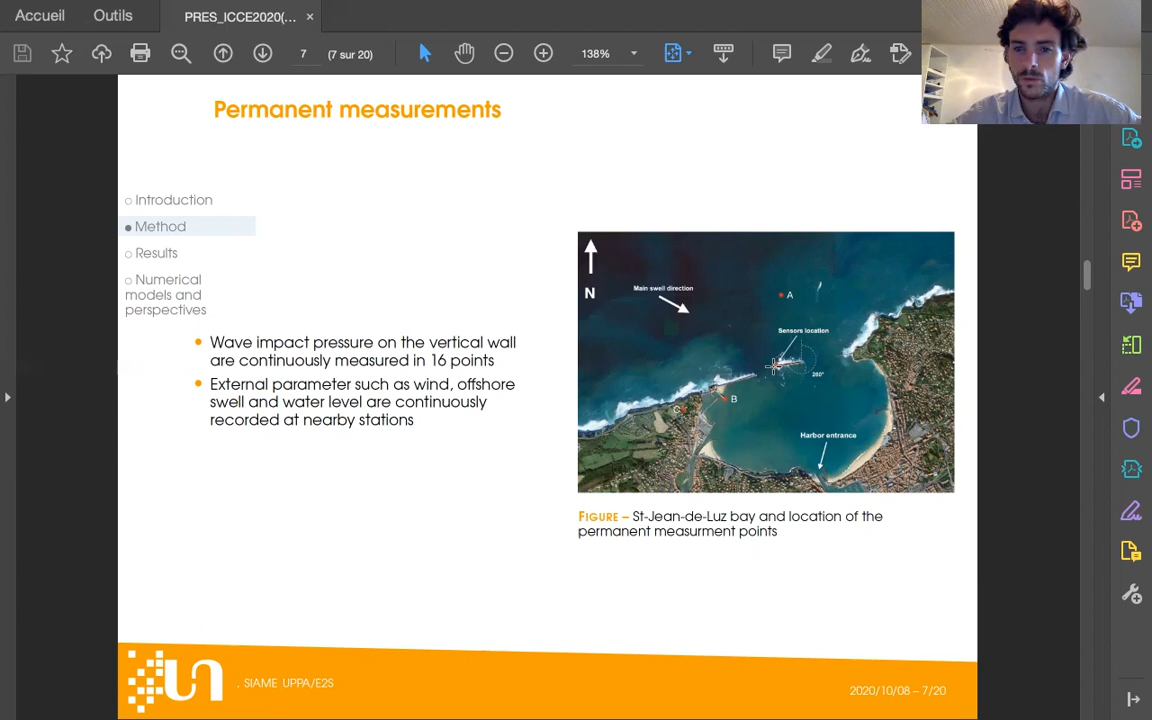 Accueil
Outils
PRES_ICCE2020(...
×
7
(7 sur 20)
138%
Permanent measurements
Introduction
Method
Results
Numerical
models and
perspectives
• Wave impact pressure on the vertical wall
are continuously measured in 16 points
• External parameter such as wind, offshore
swell and water level are continuously
recorded at nearby stations
N
Main swell direction
A
Sensors location
260°
B
C
Harbor entrance
FIGURE – St-Jean-de-Luz bay and location of the
permanent measurment points
. SIAME UPPA/E2S
2020/10/08 – 7/20